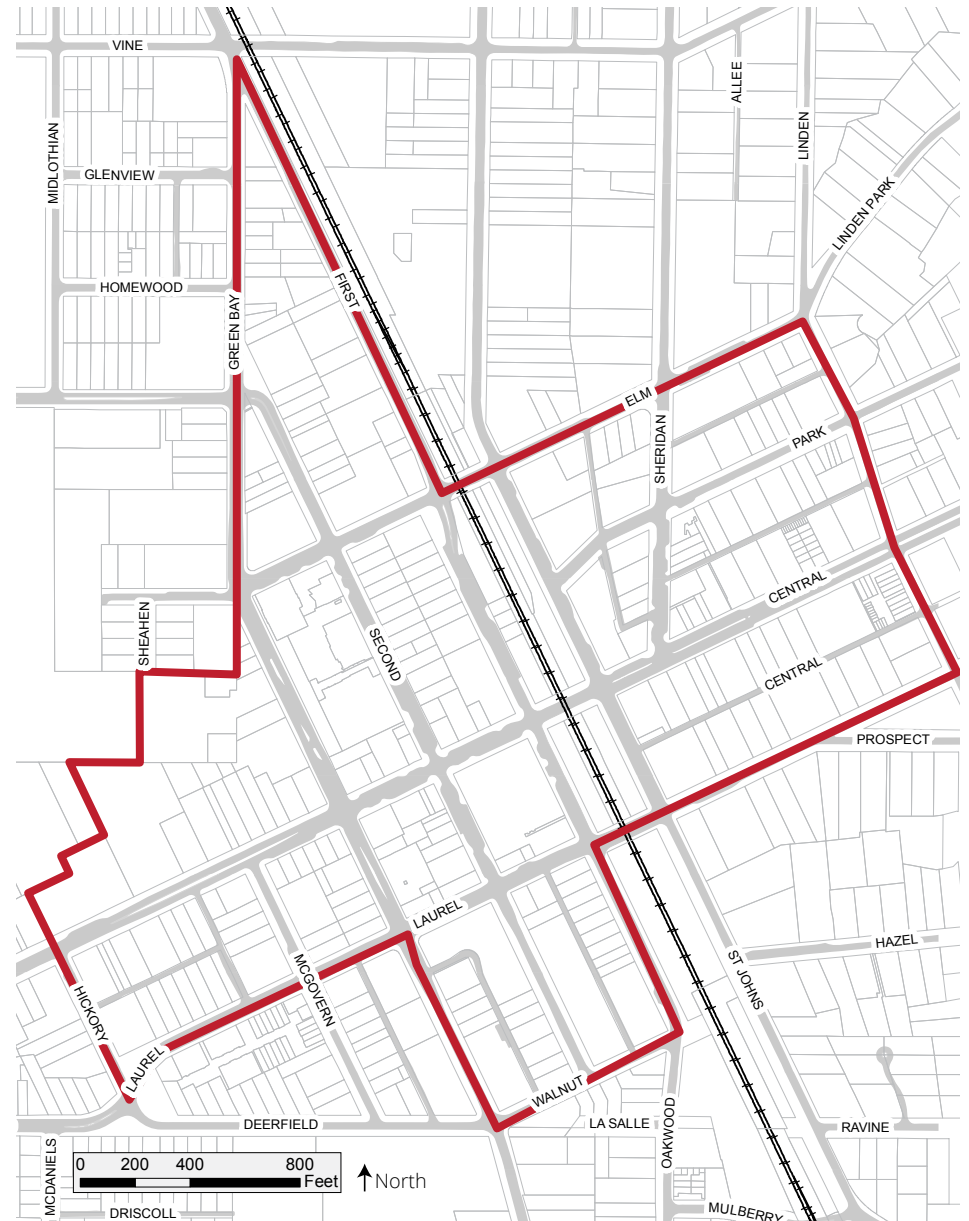 VINE
ALLEE
MIDLOTHIAN
LINDEN
GLENVIEW
LINDEN PARK
HOMEWOOD
FIRST
GREEN BAY
ELM
PARK
SHERIDAN
CENTRAL
SHEAHEN
SECOND
CENTRAL
PROSPECT
LAUREL
HAZEL
ST JOHNS
MCGOVERN
HICKORY
LAUREL
WALNUT
DEERFIELD
LA SALLE
OAKWOOD
RAVINE
MCDANIELS
0 200 400 800
Feet
North
DRISCOLL
MULBERRY